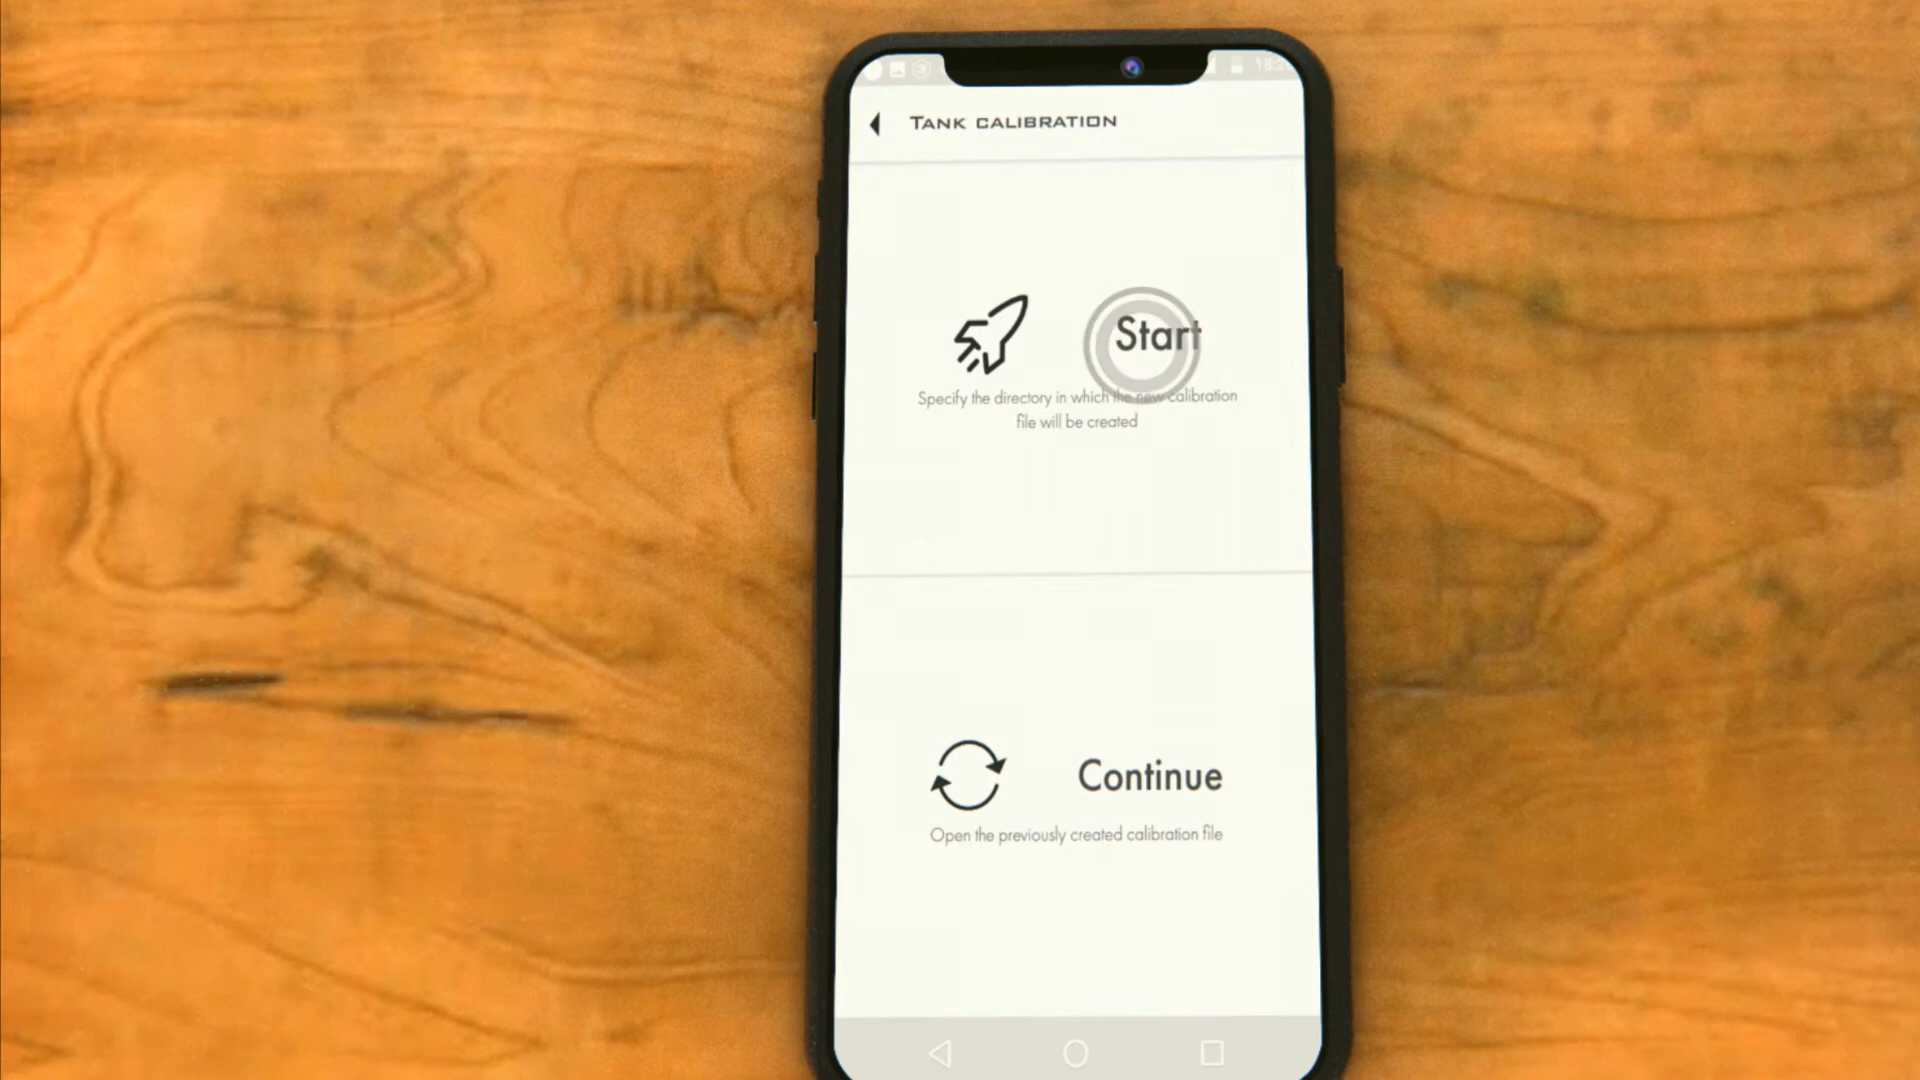 TANK CALIBRATION
Start
Specify the directory in which the new calibration
file will be created
Continue
Open the previously created calibration file